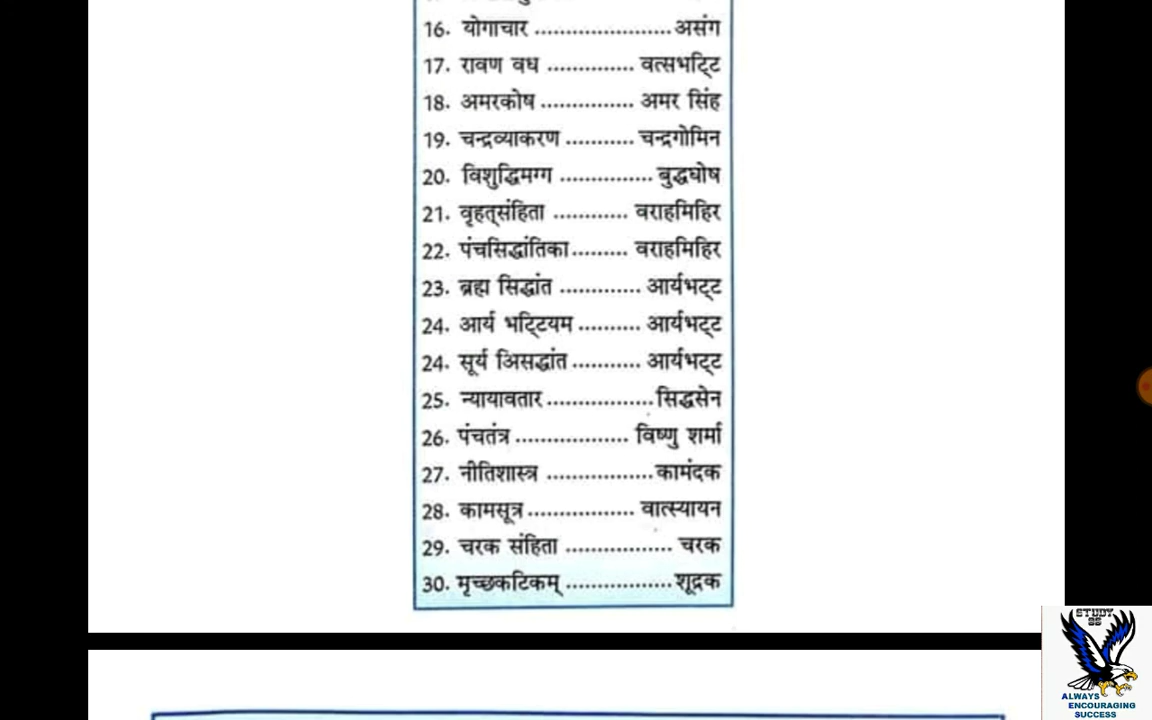 16. योगाचार ...................... असंग
17. रावण वध .............. वत्सभट्टि
18. अमरकोष ............... अमर सिंह
19. चन्द्रव्याकरण ........... चन्द्रगोमिन
20. विशुद्धिमग्ग ............... बुद्धघोष
21. वृहत्संहिता ............ वराहमिहिर
22. पंचसिद्धांतिका......... वराहमिहिर
23. ब्रह्म सिद्धांत ............. आर्यभट्ट
24. आर्य भट्टियम .......... आर्यभट्ट
24. सूर्य अिसद्धांत ........... आर्यभट्ट
25. न्यायावतार ................. सिद्धसेन
26. पंचतंत्र .................. विष्णु शर्मा
27. नीतिशास्त्र ................. कामंदक
28. कामसूत्र ................. वात्स्यायन
29. चरक संहिता ................. चरक
30. मृच्छकटिकम् ................. शूद्रक
STUDY
ALWAYS
ENCOURAGING
SUCCESS